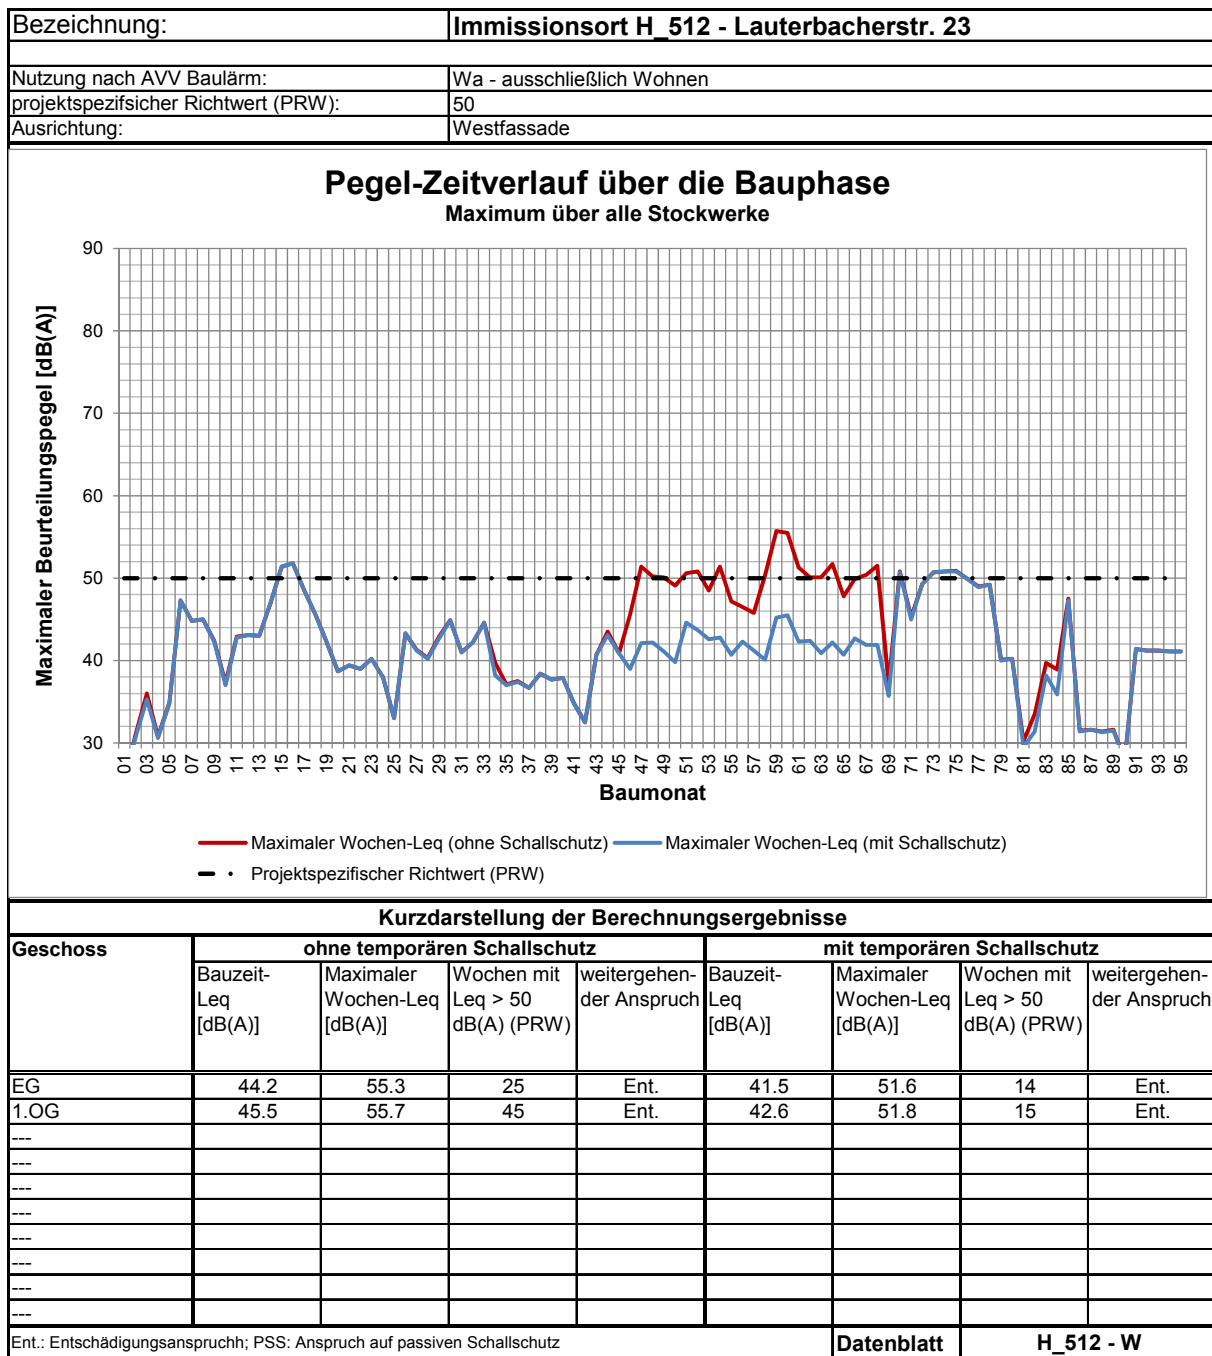 Bezeichnung: Immissionsort H_512 - Lauterbacherstr. 23
Nutzung nach AVV Baulärm: Wa - ausschließlich Wohnen
projektspezifsicher Richtwert (PRW): 50
Ausrichtung: Westfassade
Pegel-Zeitverlauf über die Bauphase
Maximum über alle Stockwerke
Maximaler Beurteilungspegel [dB(A)]
90
80
70
60
50
40
30
01 03 05 07 09 11 13 15 17 19 21 23 25 27 29 31 33 35 37 39 41 43 45 47 49 51 53 55 57 59 61 63 65 67 69 71 73 75 77 79 81 83 85 87 89 91 93 95
Baumonat
Maximaler Wochen-Leq (ohne Schallschutz) Maximaler Wochen-Leq (mit Schallschutz)
Projektspezifischer Richtwert (PRW)
Kurzdarstellung der Berechnungsergebnisse
Geschoss ohne temporären Schallschutz mit temporären Schallschutz
Bauzeit- Maximaler Wochen mit weitergehen- Bauzeit- Maximaler Wochen mit weitergehen-
Leq Wochen-Leq Leq > 50 der Anspruch Leq Wochen-Leq Leq > 50 der Anspruch
[dB(A)] [dB(A)] dB(A) (PRW) [dB(A)] [dB(A)] dB(A) (PRW)
EG 44.2 55.3 25 Ent. 41.5 51.6 14 Ent.
1.OG 45.5 55.7 45 Ent. 42.6 51.8 15 Ent.
---
---
---
---
---
---
---
---
Ent.: Entschädigungsanspruchh; PSS: Anspruch auf passiven Schallschutz Datenblatt H_512 - W